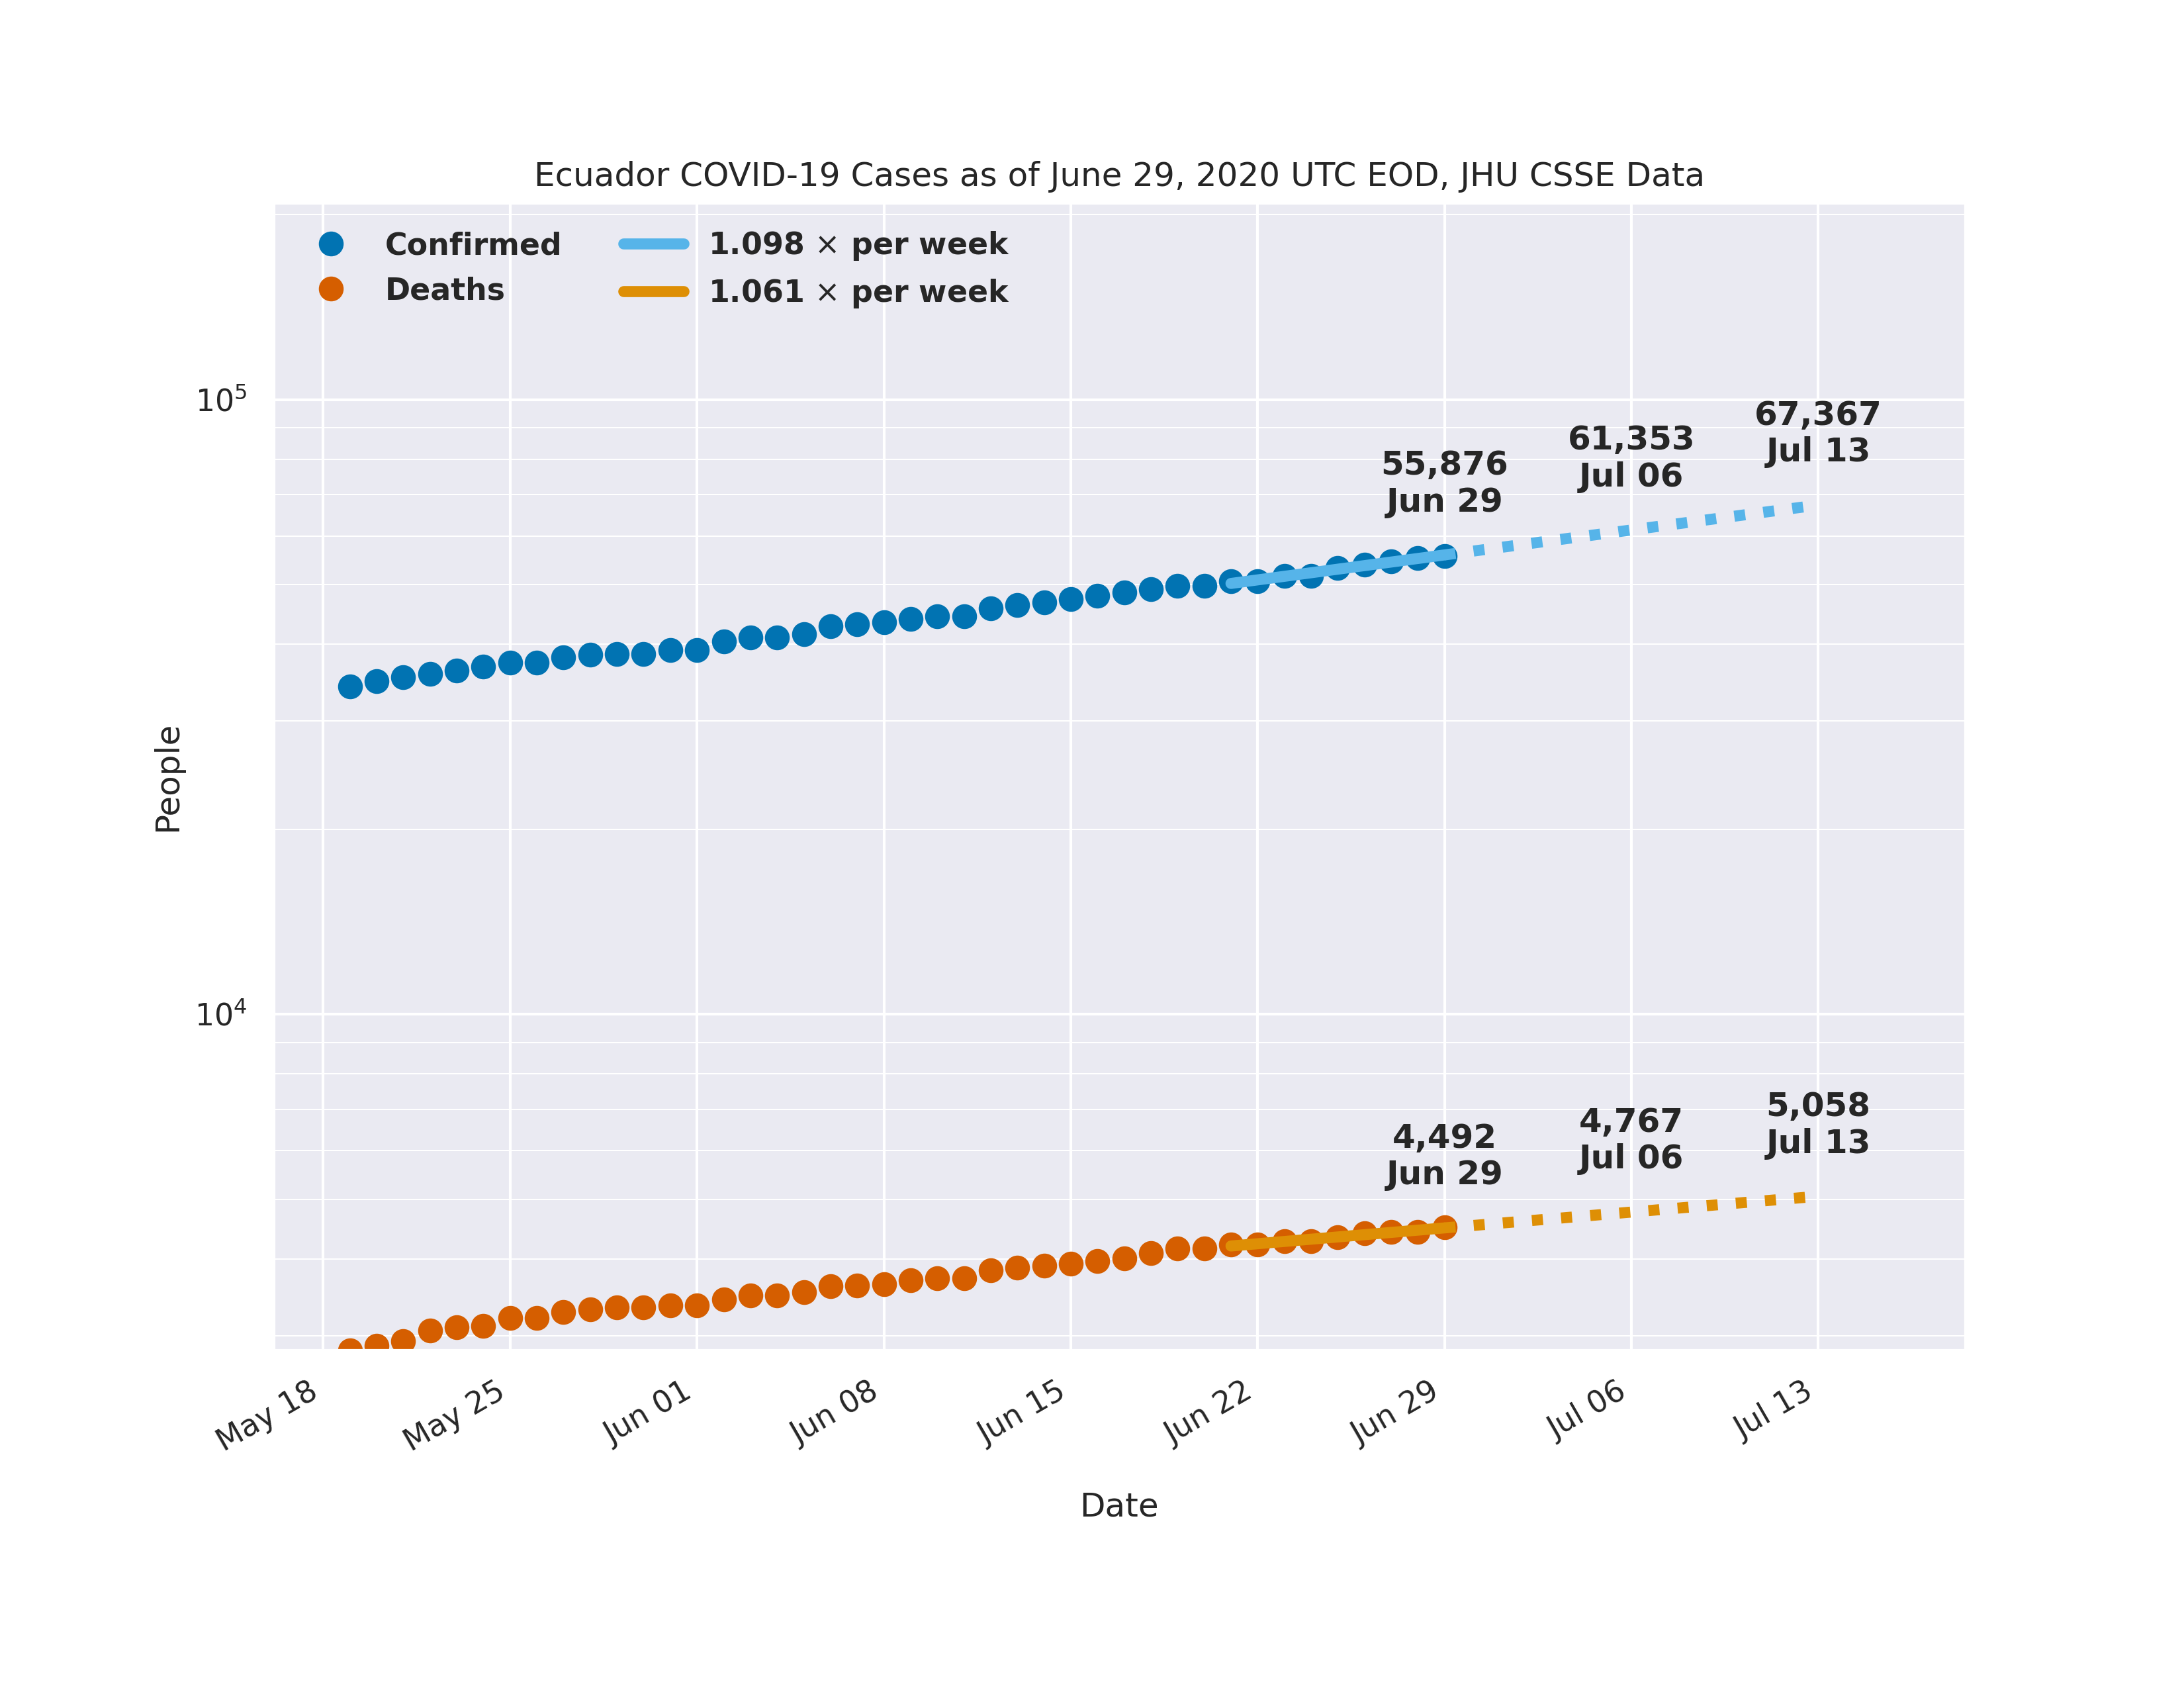 Ecuador COVID-19 Cases as of June 29, 2020 UTC EOD, JHU CSSE Data
Confirmed
Deaths
1.098 × per week
1.061 × per week
10⁵
10⁴
People
55,876
Jun 29
61,353
Jul 06
67,367
Jul 13
4,492
Jun 29
4,767
Jul 06
5,058
Jul 13
May 18
May 25
Jun 01
Jun 08
Jun 15
Jun 22
Jun 29
Jul 06
Jul 13
Date